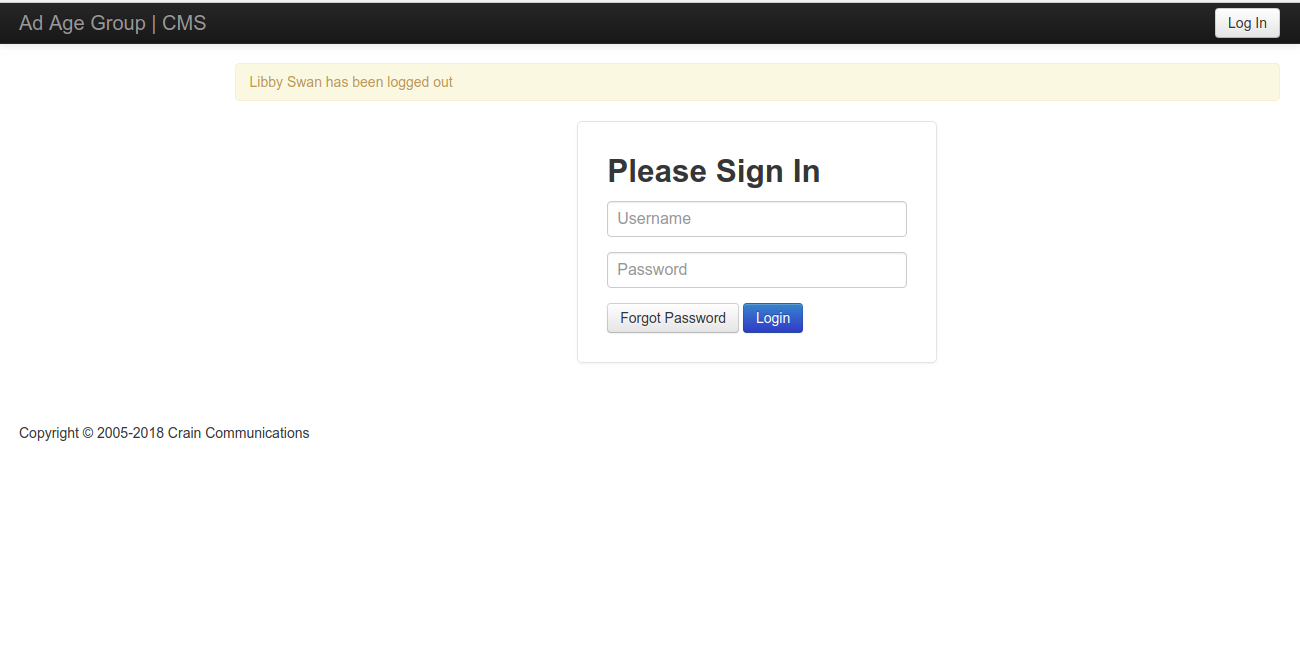 Ad Age Group | CMS
Log In
Libby Swan has been logged out
Please Sign In
Username
Password
Forgot Password
Login
Copyright © 2005-2018 Crain Communications